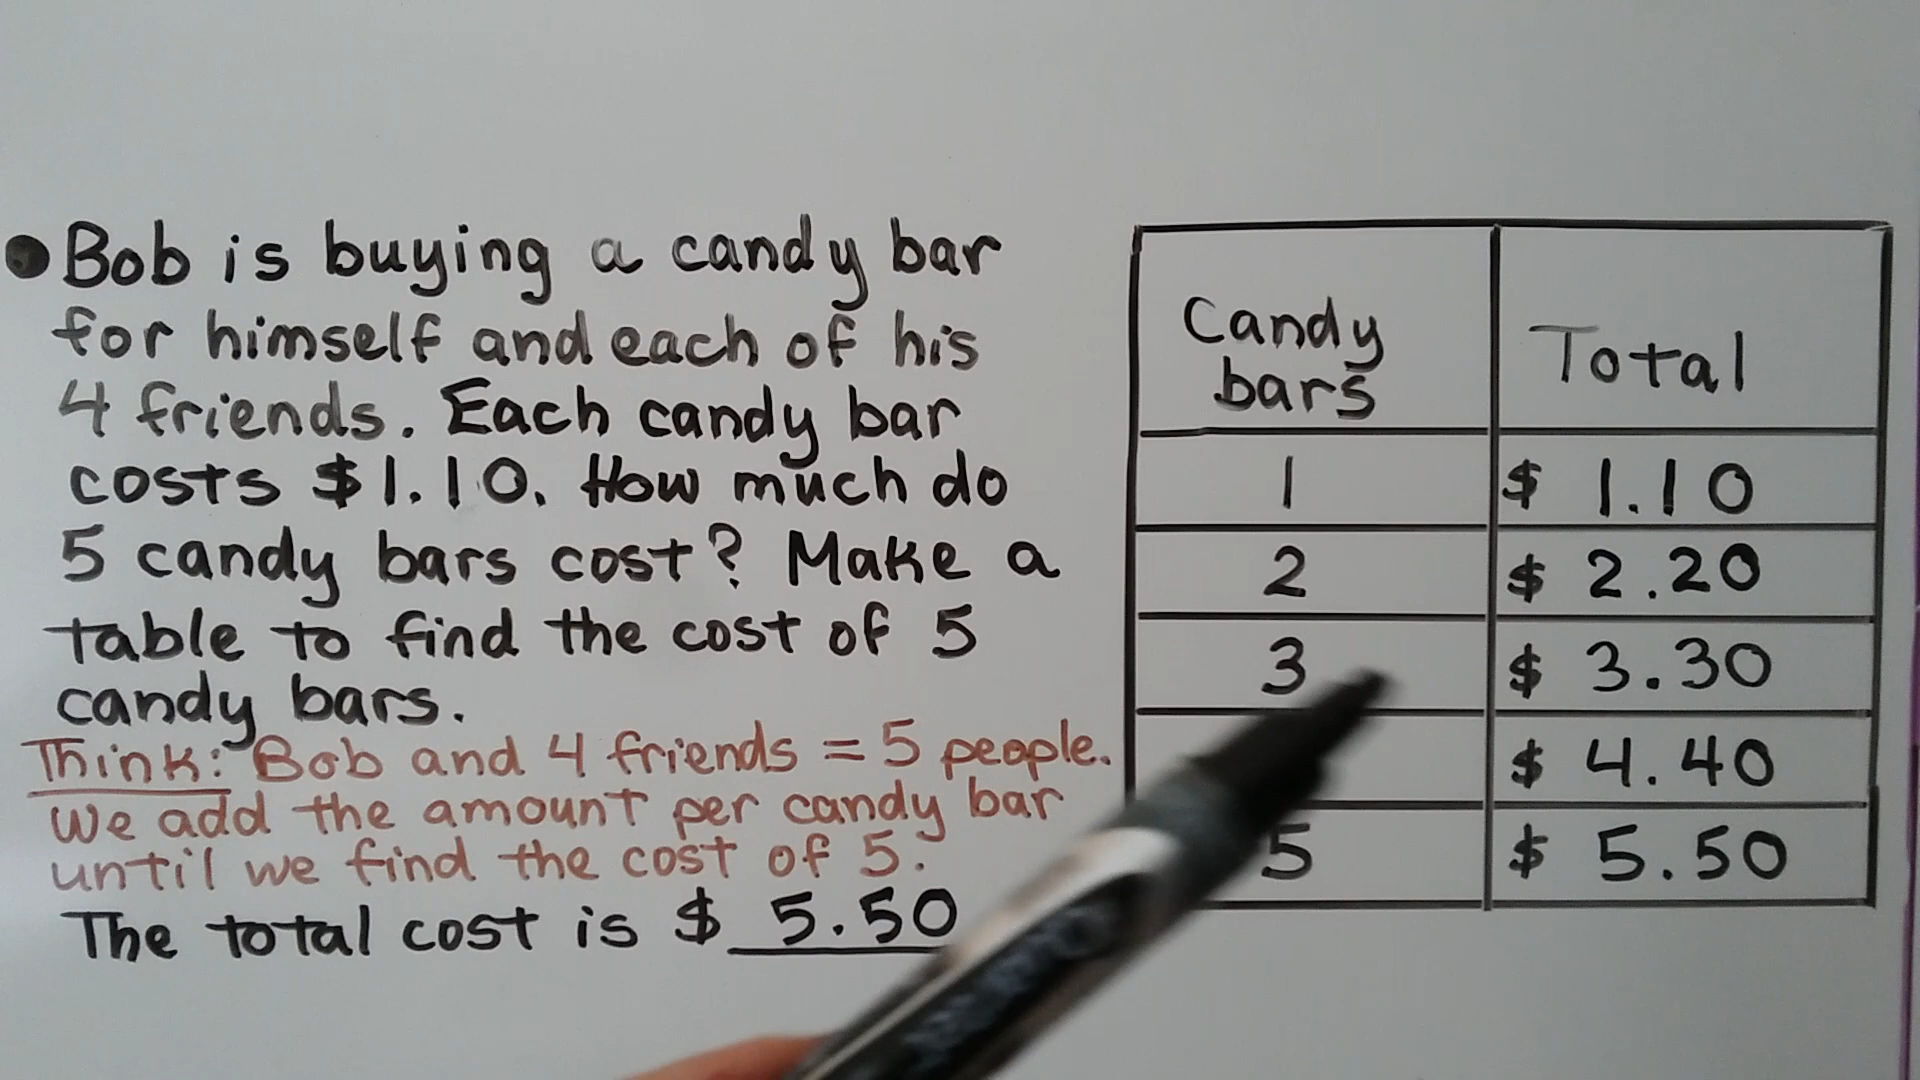 Bob is buying a candy bar
for himself and each of his
4 friends. Each candy bar
costs $1.10. How much do
5 candy bars cost? Make a
table to find the cost of 5
candy bars.
Think: Bob and 4 friends = 5 people.
We add the amount per candy bar
until we find the cost of 5.
The total cost is $ 5.50
Candy bars Total
1 $ 1.10
2 $ 2.20
3 $ 3.30
$ 4.40
5 $ 5.50